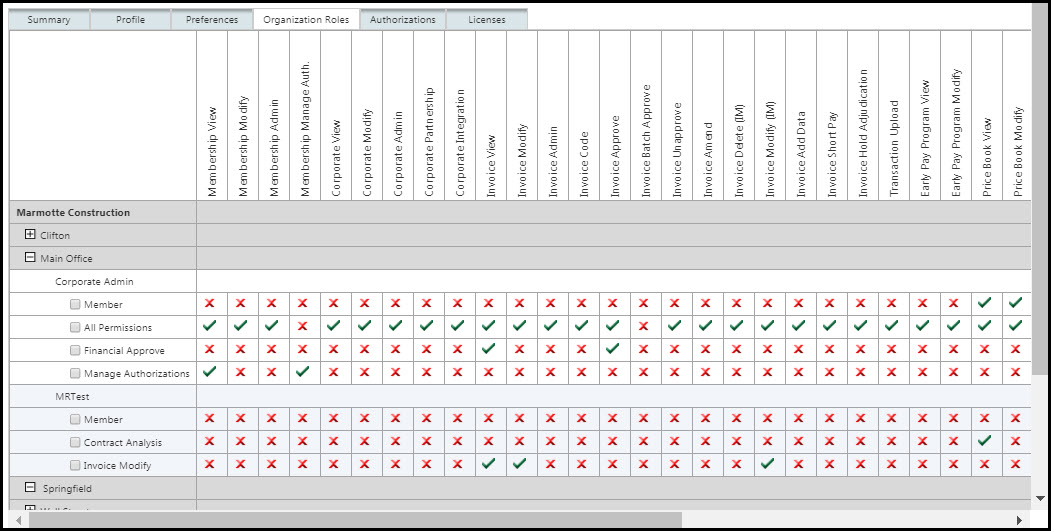 Summary
Profile
Preferences
Organization Roles
Authorizations
Licenses
Membership View
Membership Modify
Membership Admin
Membership Manage Auth.
Corporate View
Corporate Modify
Corporate Admin
Corporate Partnership
Corporate Integration
Invoice View
Invoice Modify
Invoice Admin
Invoice Code
Invoice Approve
Invoice Batch Approve
Invoice Unapprove
Invoice Amend
Invoice Delete (IM)
Invoice Modify (IM)
Invoice Add Data
Invoice Short Pay
Invoice Hold Adjudication
Transaction Upload
Early Pay Program View
Early Pay Program Modify
Price Book View
Price Book Modify
Marmotte Construction
Clifton
Main Office
Corporate Admin
Member
All Permissions
Financial Approve
Manage Authorizations
MRTest
Member
Contract Analysis
Invoice Modify
Springfield